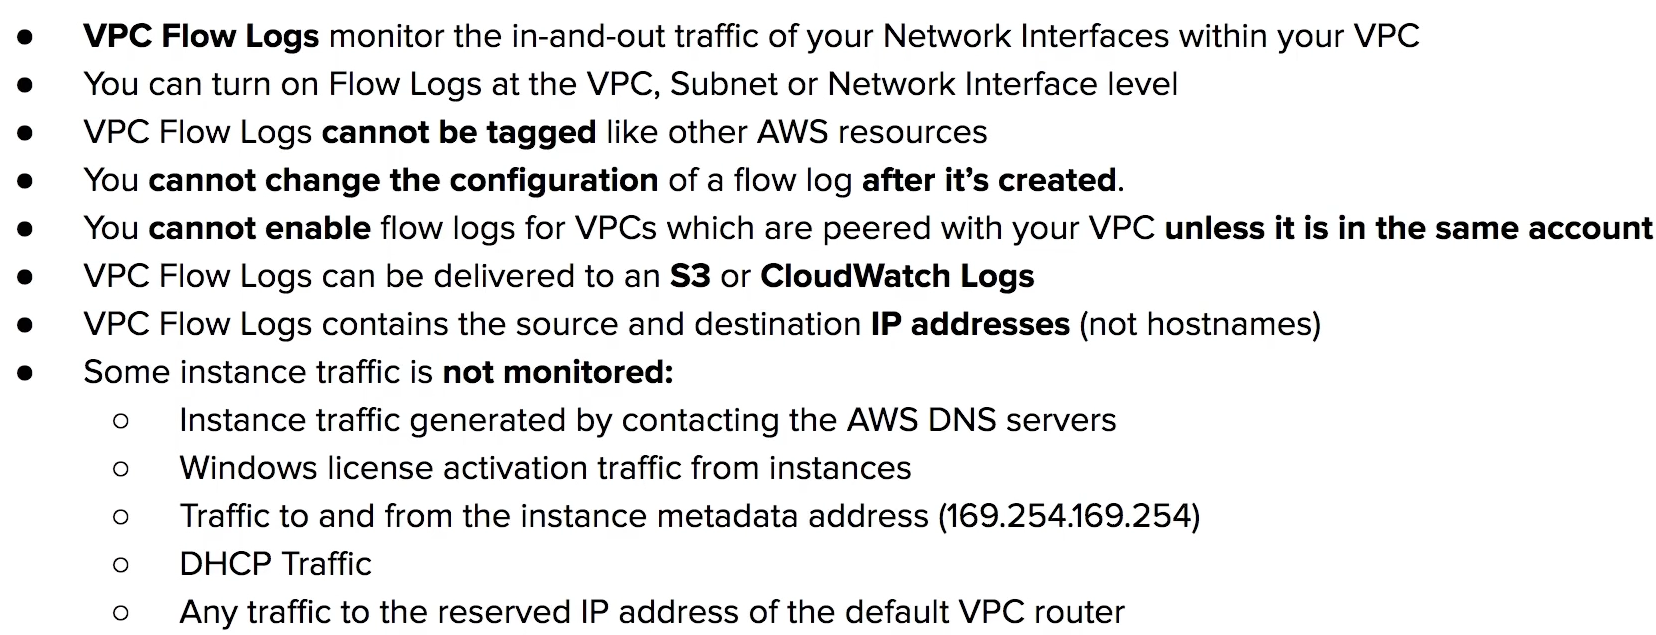 ● VPC Flow Logs monitor the in-and-out traffic of your Network Interfaces within your VPC
● You can turn on Flow Logs at the VPC, Subnet or Network Interface level
● VPC Flow Logs cannot be tagged like other AWS resources
● You cannot change the configuration of a flow log after it’s created.
● You cannot enable flow logs for VPCs which are peered with your VPC unless it is in the same account
● VPC Flow Logs can be delivered to an S3 or CloudWatch Logs
● VPC Flow Logs contains the source and destination IP addresses (not hostnames)
● Some instance traffic is not monitored:
○ Instance traffic generated by contacting the AWS DNS servers
○ Windows license activation traffic from instances
○ Traffic to and from the instance metadata address (169.254.169.254)
○ DHCP Traffic
○ Any traffic to the reserved IP address of the default VPC router